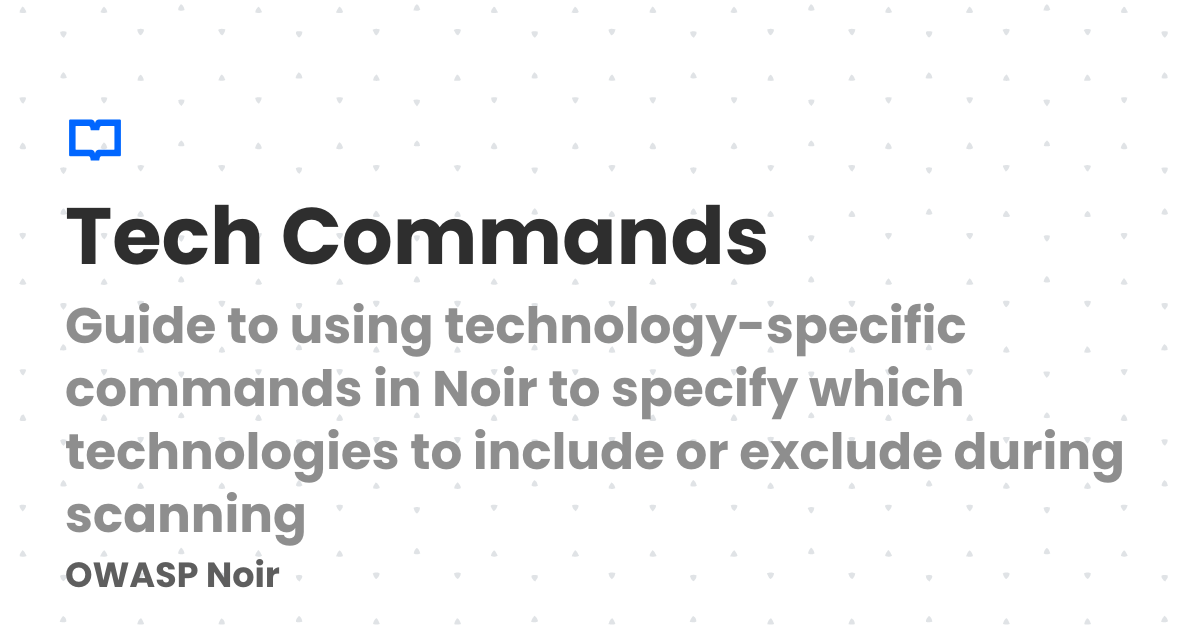 Tech Commands
Guide to using technology-specific
commands in Noir to specify which
technologies to include or exclude during
scanning
OWASP Noir